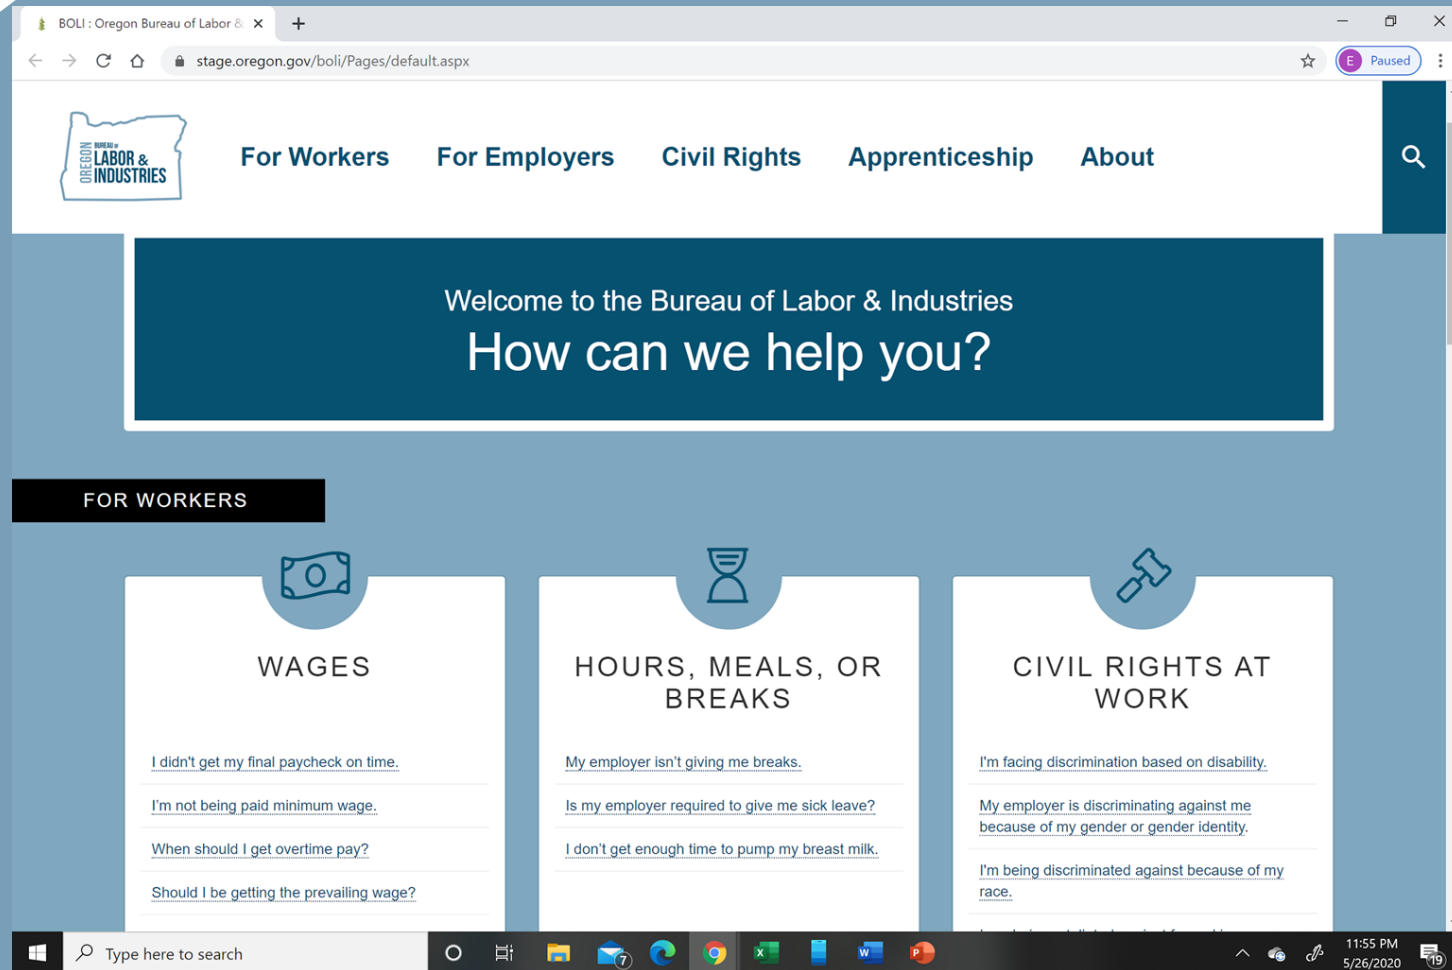 BOLI : Oregon Bureau of Labor &
stage.oregon.gov/boli/Pages/default.aspx
E Paused
OREGON
BUREAU of
LABOR &
INDUSTRIES
For Workers For Employers Civil Rights Apprenticeship About
Welcome to the Bureau of Labor & Industries
How can we help you?
FOR WORKERS
WAGES
I didn't get my final paycheck on time.
I'm not being paid minimum wage.
When should I get overtime pay?
Should I be getting the prevailing wage?
HOURS, MEALS, OR
BREAKS
My employer isn't giving me breaks.
Is my employer required to give me sick leave?
I don't get enough time to pump my breast milk.
CIVIL RIGHTS AT
WORK
I'm facing discrimination based on disability.
My employer is discriminating against me
because of my gender or gender identity.
I'm being discriminated against because of my
race.
Type here to search
7
11:55 PM
5/26/2020
19